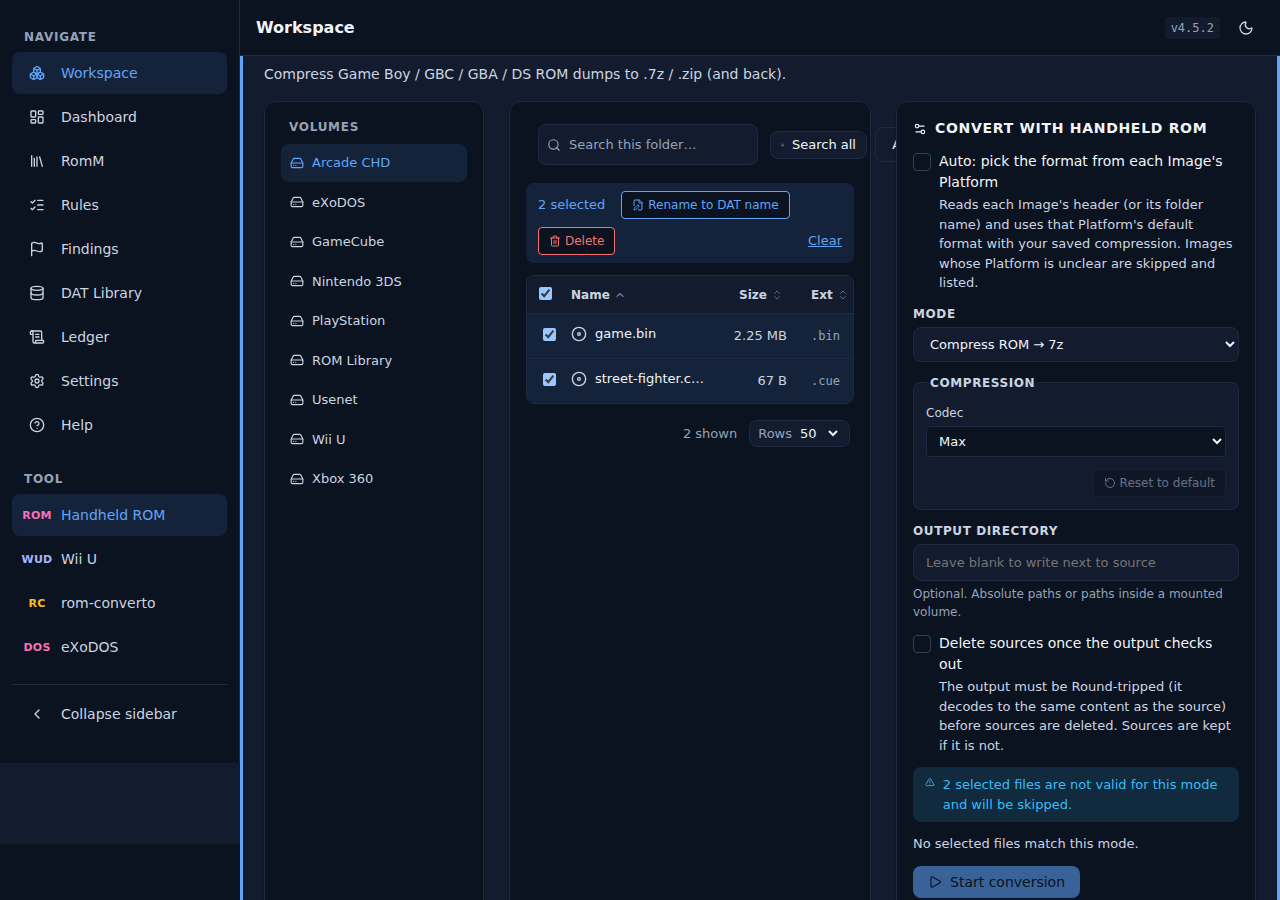 NAVIGATE
Workspace
Dashboard
RomM
Rules
Findings
DAT Library
Ledger
Settings
Help
TOOL
ROM Handheld ROM
WUD Wii U
RC rom-converto
DOS eXoDOS
Collapse sidebar
Workspace
v4.5.2
Compress Game Boy / GBC / GBA / DS ROM dumps to .7z / .zip (and back).
VOLUMES
Arcade CHD
eXoDOS
GameCube
Nintendo 3DS
PlayStation
ROM Library
Usenet
Wii U
Xbox 360
Search this folder…
Search all
2 selected
Rename to DAT name
Delete
Clear
Name Size Ext
game.bin 2.25 MB .bin
street-fighter.c… 67 B .cue
2 shown Rows 50
CONVERT WITH HANDHELD ROM
Auto: pick the format from each Image's
Platform
Reads each Image's header (or its folder
name) and uses that Platform's default
format with your saved compression. Images
whose Platform is unclear are skipped and
listed.
MODE
Compress ROM → 7z
COMPRESSION
Codec
Max
Reset to default
OUTPUT DIRECTORY
Leave blank to write next to source
Optional. Absolute paths or paths inside a mounted
volume.
Delete sources once the output checks
out
The output must be Round-tripped (it
decodes to the same content as the source)
before sources are deleted. Sources are kept
if it is not.
2 selected files are not valid for this mode
and will be skipped.
No selected files match this mode.
Start conversion